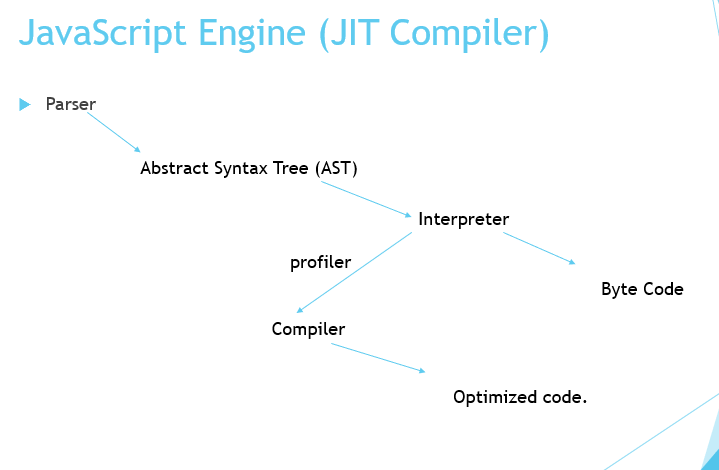 JavaScript Engine (JIT Compiler)
Parser
Abstract Syntax Tree (AST)
Interpreter
profiler
Byte Code
Compiler
Optimized code.